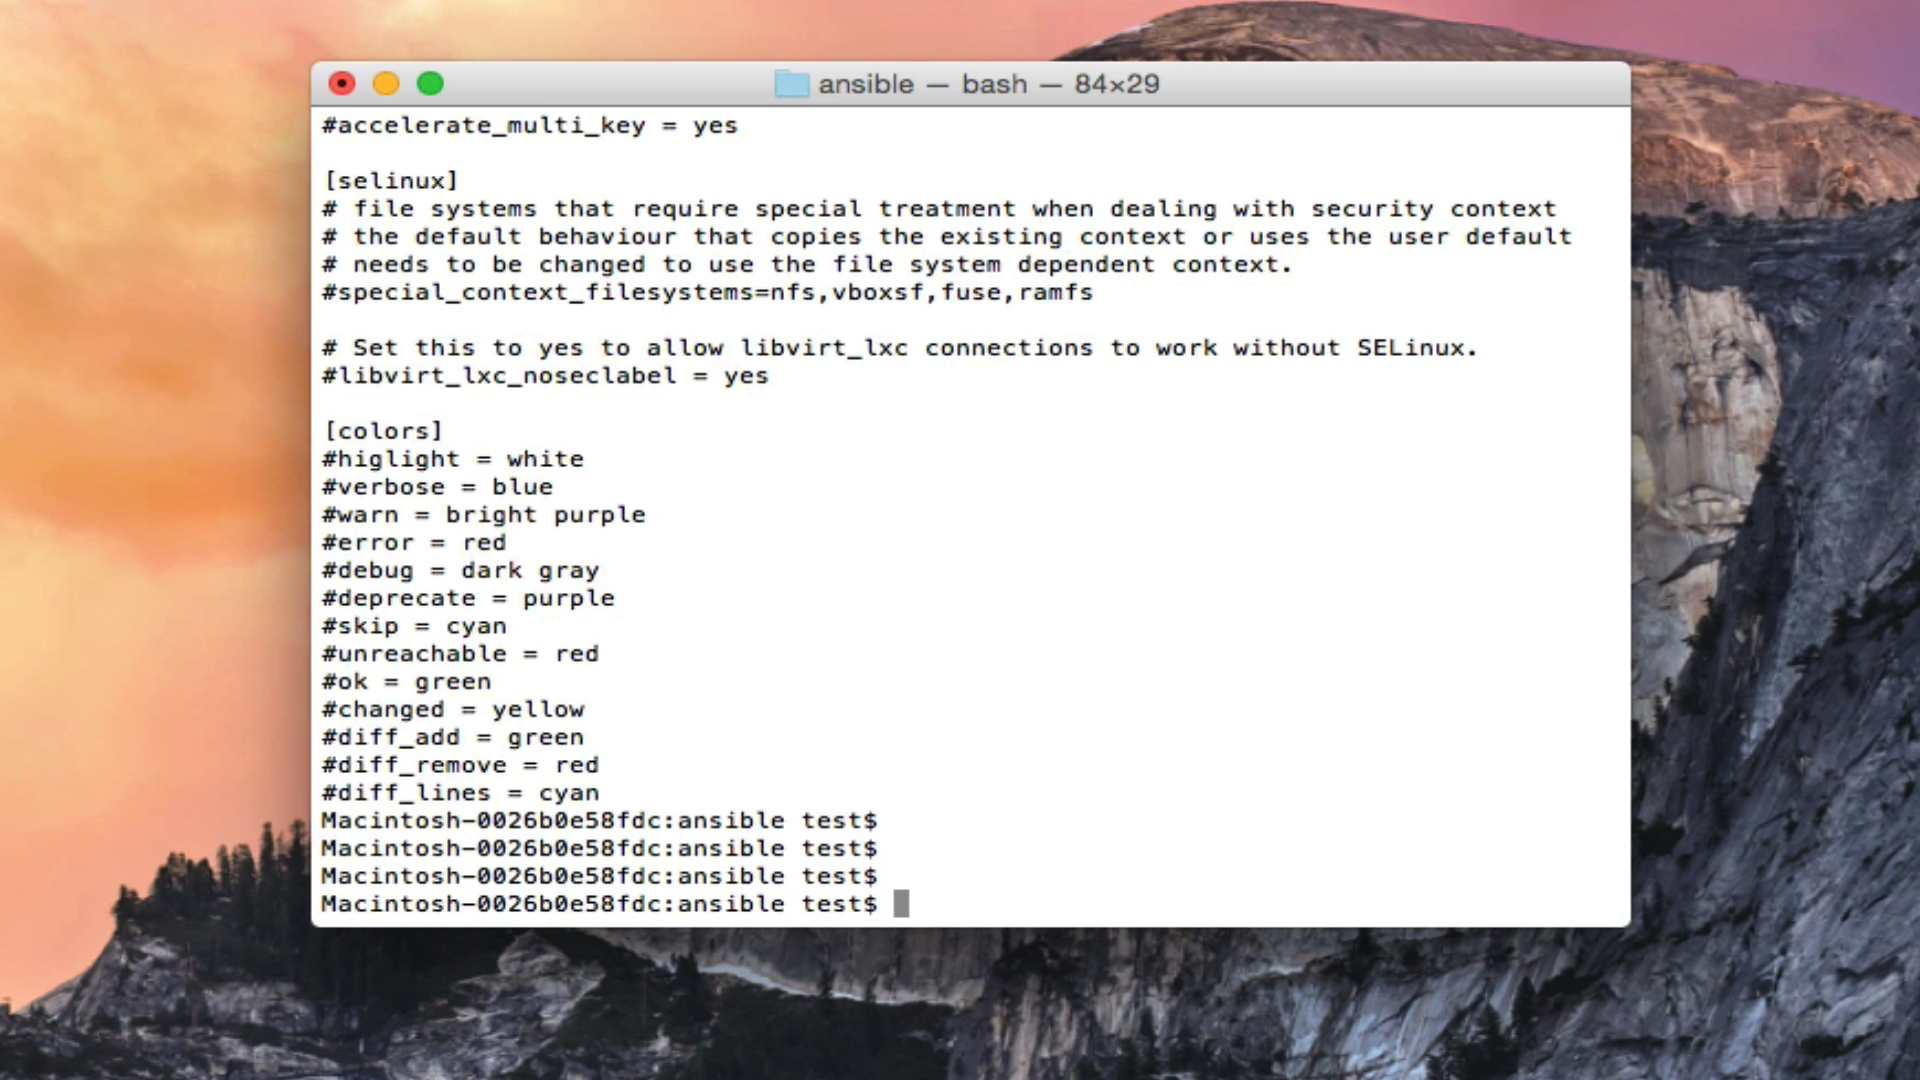 ansible — bash — 84×29
#accelerate_multi_key = yes
[selinux]
# file systems that require special treatment when dealing with security context
# the default behaviour that copies the existing context or uses the user default
# needs to be changed to use the file system dependent context.
#special_context_filesystems=nfs,vboxsf,fuse,ramfs
# Set this to yes to allow libvirt_lxc connections to work without SELinux.
#libvirt_lxc_noseclabel = yes
[colors]
#higlight = white
#verbose = blue
#warn = bright purple
#error = red
#debug = dark gray
#deprecate = purple
#skip = cyan
#unreachable = red
#ok = green
#changed = yellow
#diff_add = green
#diff_remove = red
#diff_lines = cyan
Macintosh-0026b0e58fdc:ansible test$
Macintosh-0026b0e58fdc:ansible test$
Macintosh-0026b0e58fdc:ansible test$
Macintosh-0026b0e58fdc:ansible test$